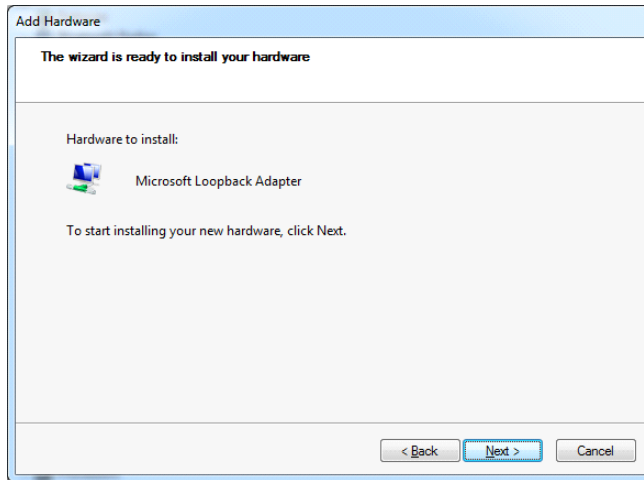 Add Hardware
The wizard is ready to install your hardware
Hardware to install:
Microsoft Loopback Adapter
To start installing your new hardware, click Next.
< Back
Next >
Cancel